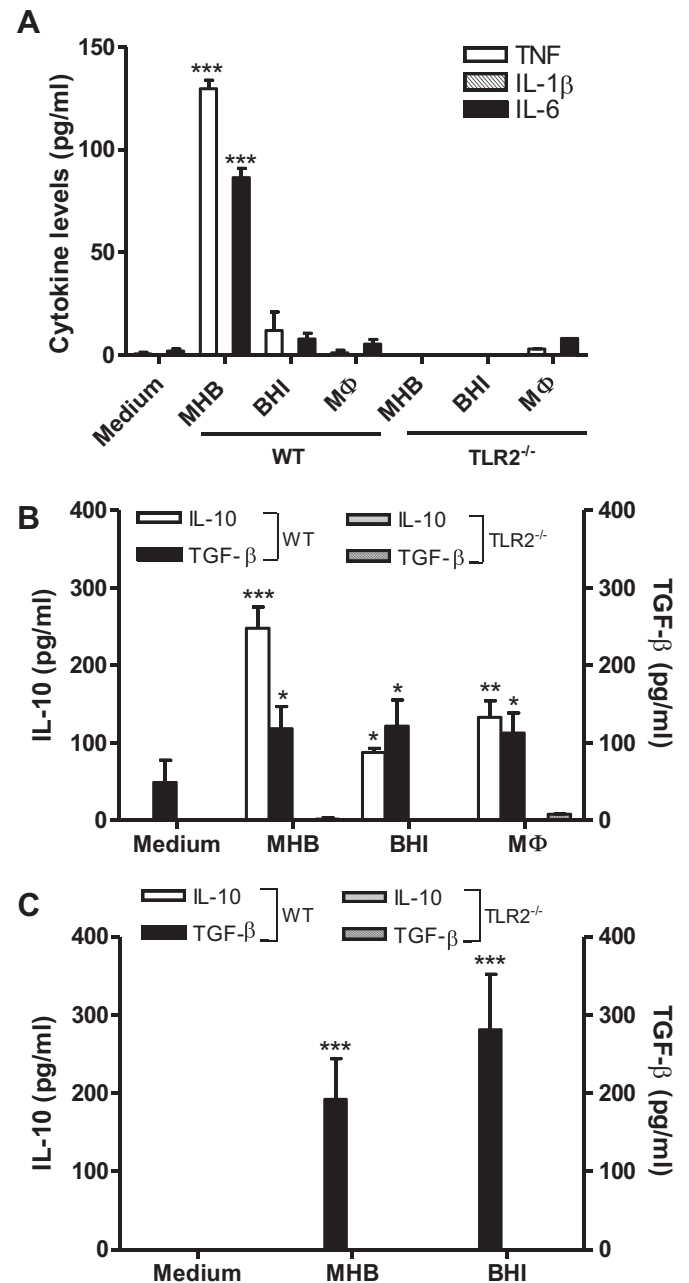 A
Cytokine levels (pg/ml)
150
100
50
0
TNF
IL-1β
IL-6
***
***
Medium
MHB
BHI
MΦ
MHB
BHI
MΦ
WT
TLR2-/-
B
IL-10 (pg/ml)
400
300
200
100
0
IL-10
TGF-β
WT
IL-10
TGF-β
TLR2-/-
***
*
*
*
**
*
400
300
200
100
0
TGF-β (pg/ml)
Medium
MHB
BHI
MΦ
C
IL-10 (pg/ml)
400
300
200
100
0
IL-10
TGF-β
WT
IL-10
TGF-β
TLR2-/-
***
***
400
300
200
100
0
TGF-β (pg/ml)
Medium
MHB
BHI